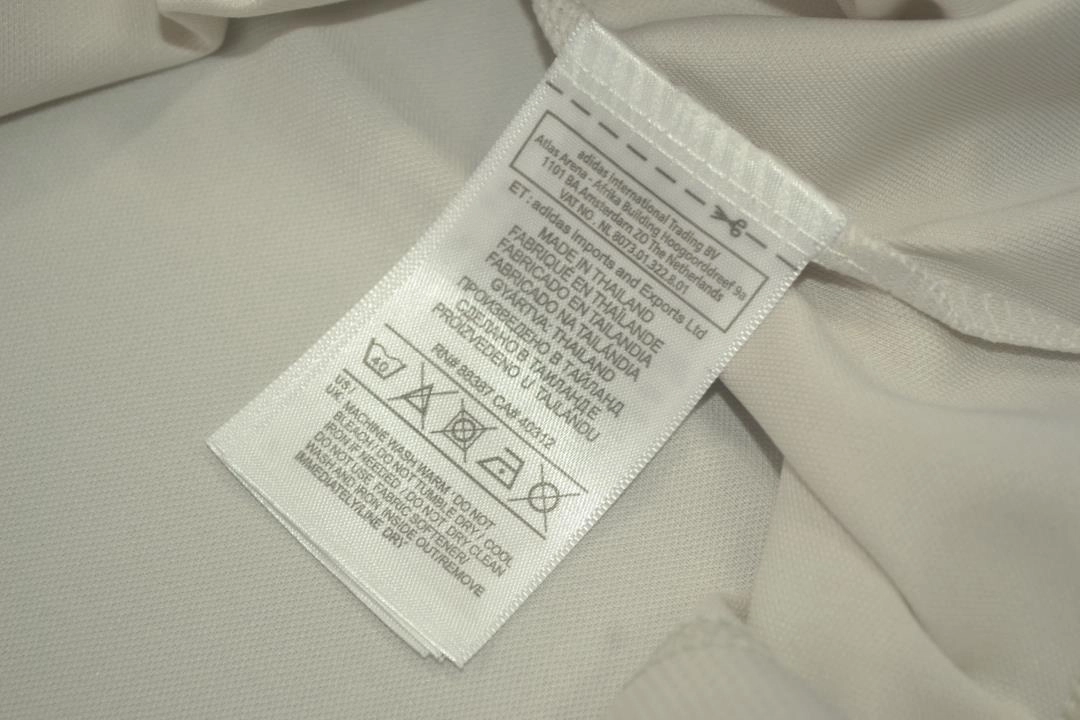 adidas International Trading BV
Atlas Arena - Afrika Building Hoogoorddreef 9a
1101 BA Amsterdam ZO The Netherlands
VAT NO. NL 8073.01.322.B.01
ET: adidas Imports and Exports Ltd
MADE IN THAILAND
FABRIQUÉ EN THAÏLANDE
FABRICADO EN TAILANDIA
FABRICADO NA TAILÂNDIA
GYÁRTVA: THAILAND
ПРОИЗВЕДЕНО В ТАЙЛАНД
СДЕЛАНО В ТАИЛАНДЕ
PROIZVEDENO U TAJLANDU
RN# 88387 CA# 40312
40
US / MACHINE WASH WARM / DO NOT
UK / BLEACH / DO NOT TUMBLE DRY / COOL
IRON IF NEEDED / DO NOT DRY CLEAN
DO NOT USE FABRIC SOFTENER/
WASH AND IRON INSIDE OUT/REMOVE
IMMEDIATELY/LINE DRY